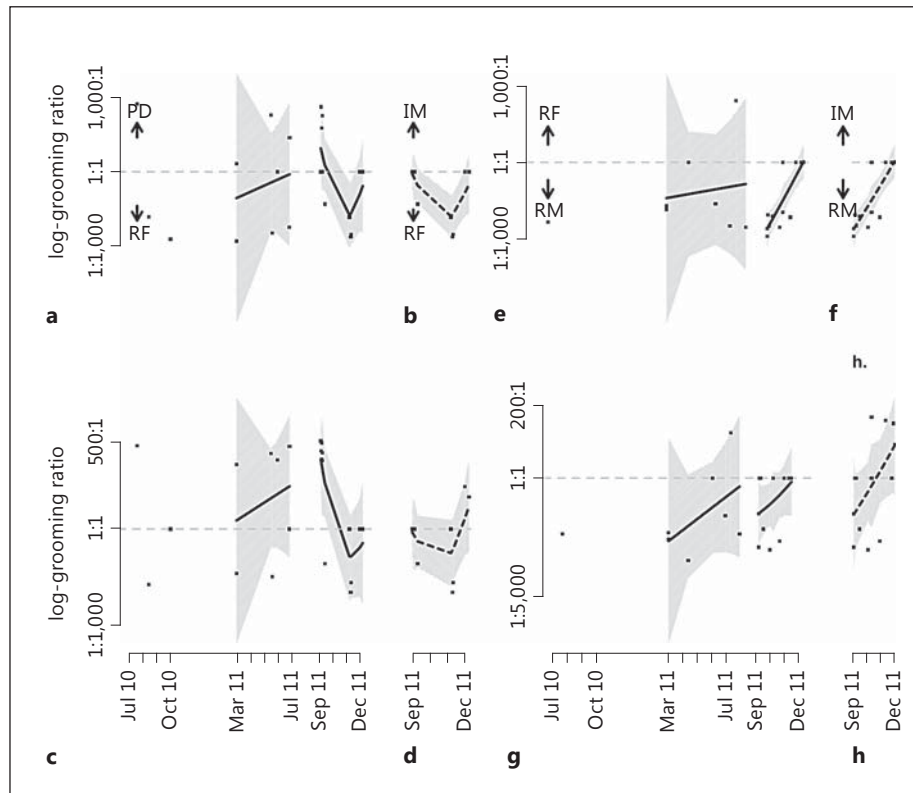 log-grooming ratio
1,000:1
1:1
1:1,000
PD
RF
a
IM
RF
b
1,000:1
1:1
1:1,000
RF
RM
e
IM
RM
f
log-grooming ratio
500:1
1:1
1:1,000
Jul 10
Oct 10
Mar 11
Jul 11
Sep 11
Dec 11
c
Sep 11
Dec 11
d
200:1
1:1
1:5,000
Jul 10
Oct 10
Mar 11
Jul 11
Sep 11
Dec 11
g
h.
Sep 11
Dec 11
h